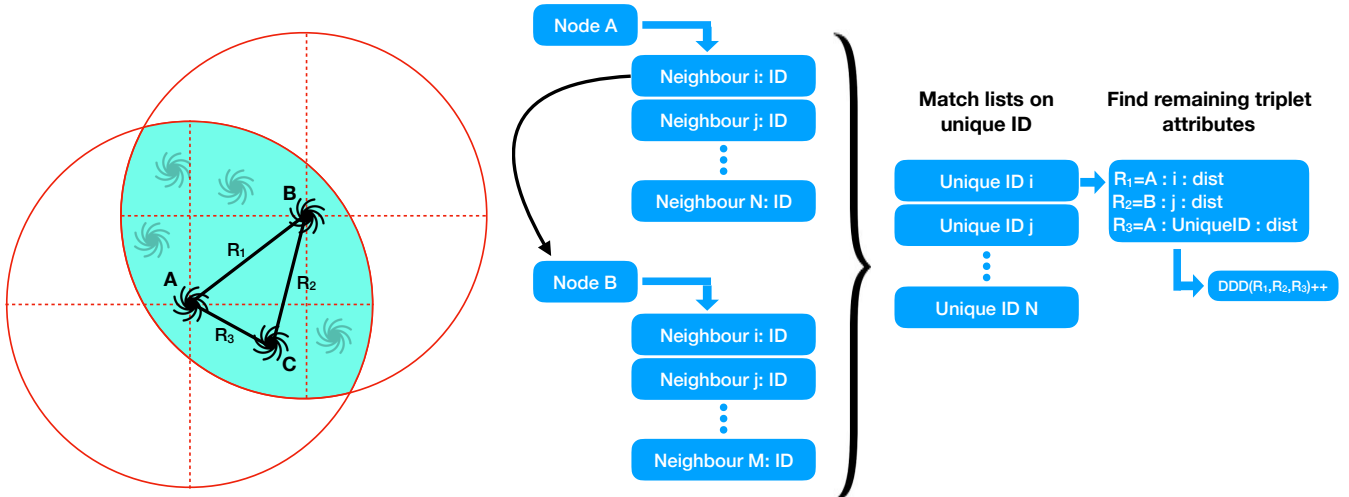 B
R₁
A
R₂
R₃
C
Node A
Neighbour i: ID
Neighbour j: ID
Neighbour N: ID
Node B
Neighbour i: ID
Neighbour j: ID
Neighbour M: ID
Match lists on
unique ID
Unique ID i
Unique ID j
Unique ID N
Find remaining triplet
attributes
R₁=A : i : dist
R₂=B : j : dist
R₃=A : UniqueID : dist
DDD(R₁,R₂,R₃)++